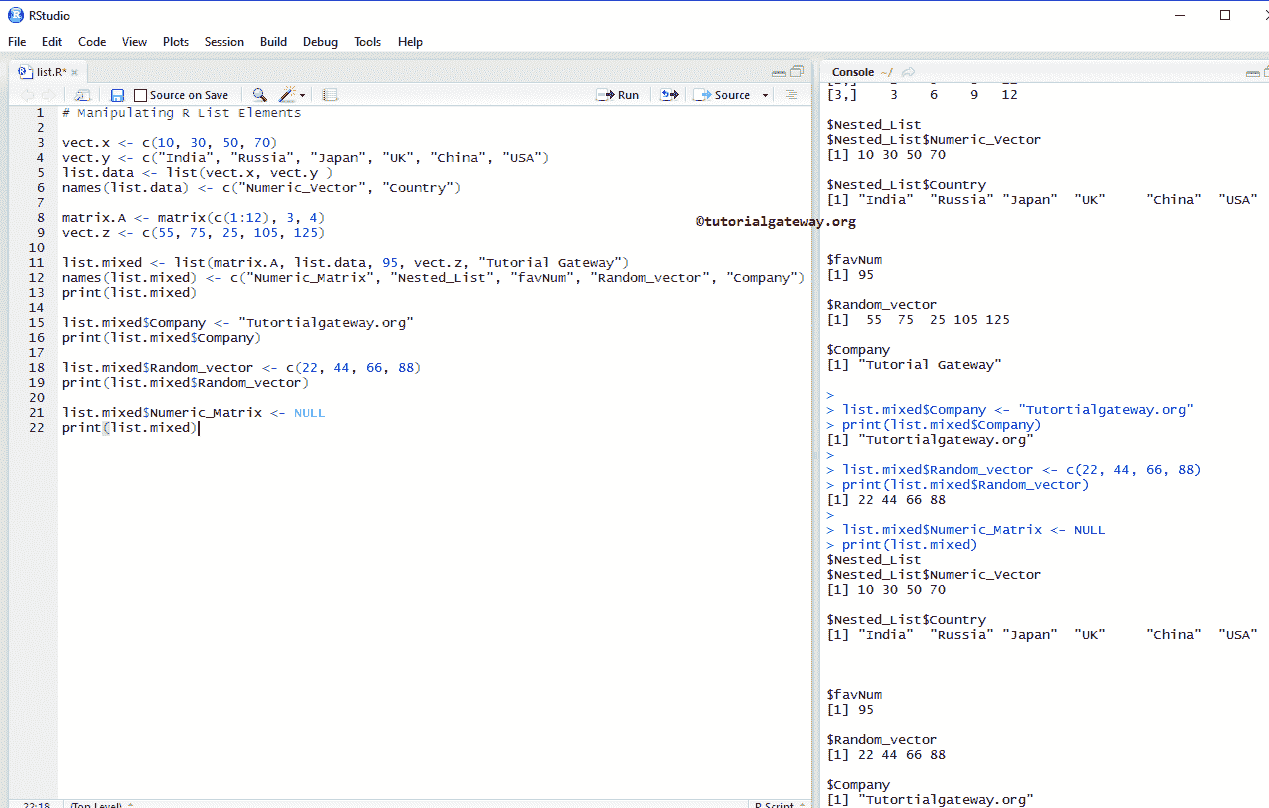 RStudio
File Edit Code View Plots Session Build Debug Tools Help
list.R*
Source on Save Run Source
1 # Manipulating R List Elements
2
3 vect.x <- c(10, 30, 50, 70)
4 vect.y <- c("India", "Russia", "Japan", "UK", "China", "USA")
5 list.data <- list(vect.x, vect.y )
6 names(list.data) <- c("Numeric_Vector", "Country")
7
8 matrix.A <- matrix(c(1:12), 3, 4)
9 vect.z <- c(55, 75, 25, 105, 125)
10
11 list.mixed <- list(matrix.A, list.data, 95, vect.z, "Tutorial Gateway")
12 names(list.mixed) <- c("Numeric_Matrix", "Nested_List", "favNum", "Random_vector", "Company")
13 print(list.mixed)
14
15 list.mixed$Company <- "Tutortialgateway.org"
16 print(list.mixed$Company)
17
18 list.mixed$Random_vector <- c(22, 44, 66, 88)
19 print(list.mixed$Random_vector)
20
21 list.mixed$Numeric_Matrix <- NULL
22 print(list.mixed)
©tutorialgateway.org
22:18 (Top Level) R Script
Console ~/
[3,] 3 6 9 12
$Nested_List
$Nested_List$Numeric_Vector
[1] 10 30 50 70
$Nested_List$Country
[1] "India" "Russia" "Japan" "UK" "China" "USA"
$favNum
[1] 95
$Random_vector
[1] 55 75 25 105 125
$Company
[1] "Tutorial Gateway"
>
> list.mixed$Company <- "Tutortialgateway.org"
> print(list.mixed$Company)
[1] "Tutortialgateway.org"
>
> list.mixed$Random_vector <- c(22, 44, 66, 88)
> print(list.mixed$Random_vector)
[1] 22 44 66 88
>
> list.mixed$Numeric_Matrix <- NULL
> print(list.mixed)
$Nested_List
$Nested_List$Numeric_Vector
[1] 10 30 50 70
$Nested_List$Country
[1] "India" "Russia" "Japan" "UK" "China" "USA"
$favNum
[1] 95
$Random_vector
[1] 22 44 66 88
$Company
[1] "Tutortialgateway.org"